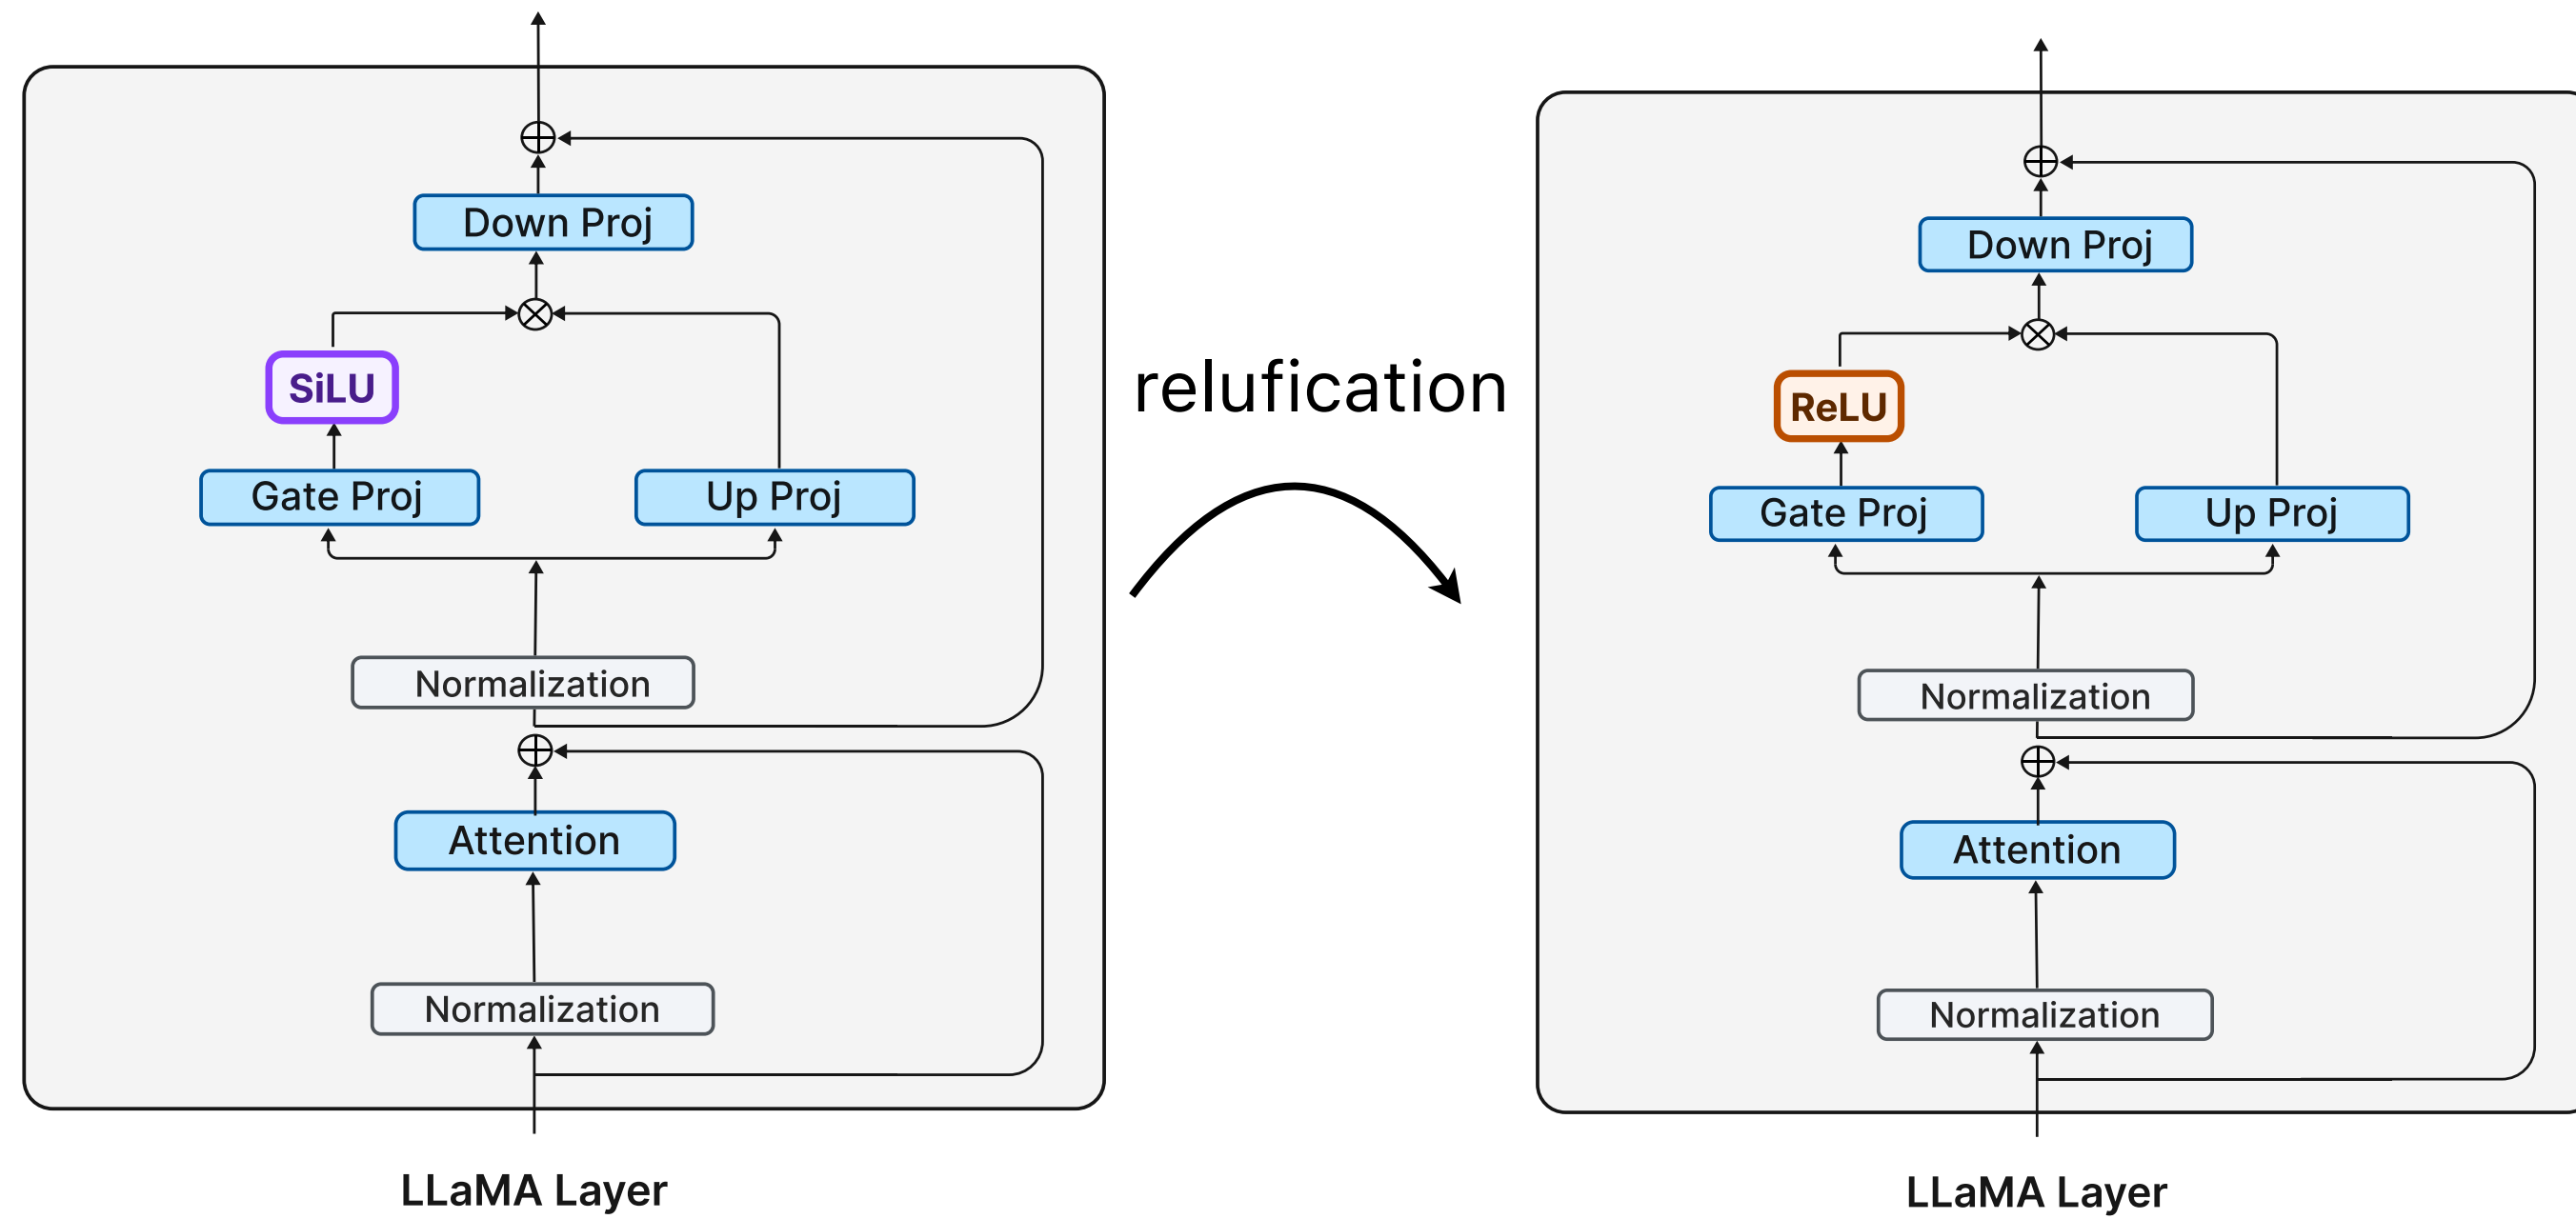 Down Proj
SiLU
Gate Proj
Up Proj
Normalization
Attention
Normalization
LLaMA Layer
relufication
Down Proj
ReLU
Gate Proj
Up Proj
Normalization
Attention
Normalization
LLaMA Layer